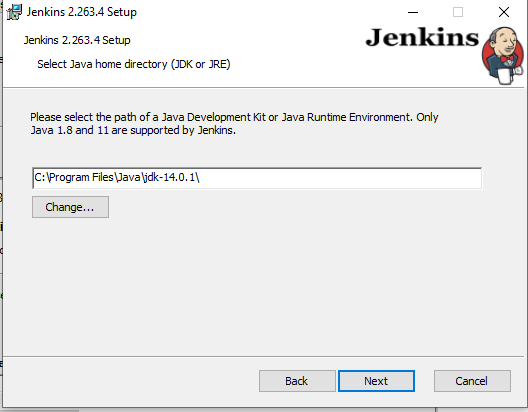 Jenkins 2.263.4 Setup
Jenkins 2.263.4 Setup
Jenkins
Select Java home directory (JDK or JRE)
Please select the path of a Java Development Kit or Java Runtime Environment. Only
Java 1.8 and 11 are supported by Jenkins.
C:\Program Files\Java\jdk-14.0.1\
Change...
Back
Next
Cancel